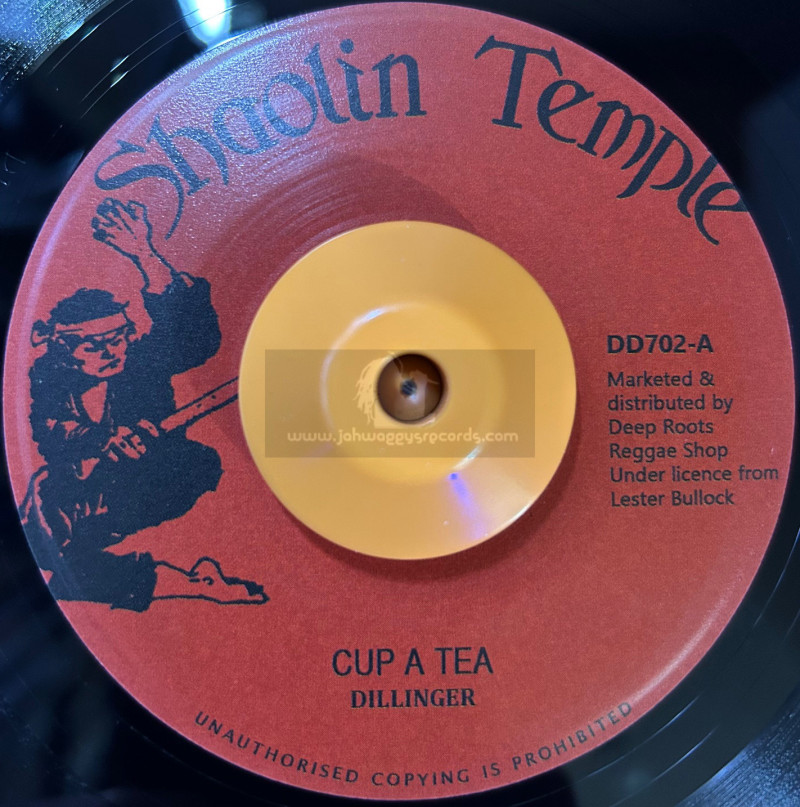 Shaolin Temple
DD702-A
Marketed &
distributed by
Deep Roots
Reggae Shop
Under licence from
Lester Bullock
www.jahwaggysrecords.com
CUP A TEA
DILLINGER
UNAUTHORISED COPYING IS PROHIBITED